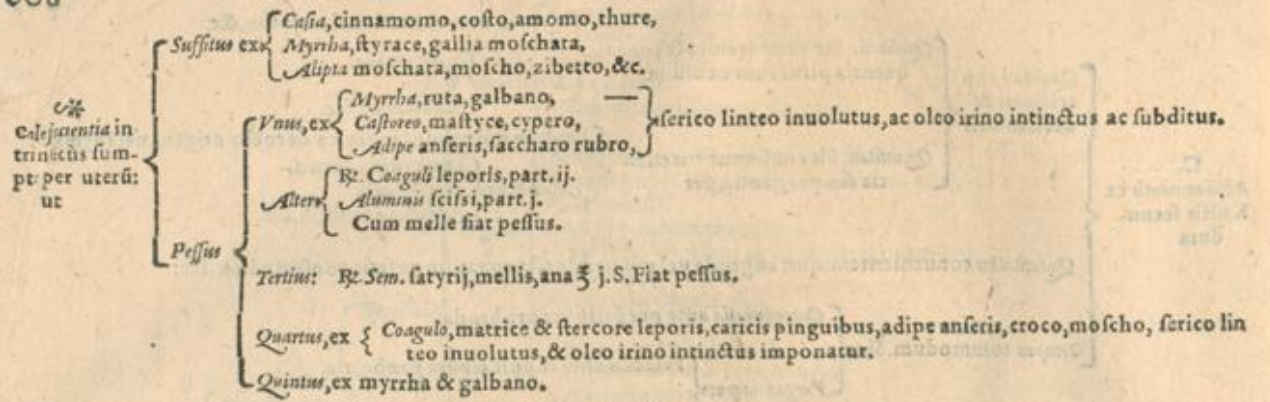 Suffitus ex
Casia, cinnamomo, costo, amomo, thure,
Myrrha, styrace, gallia moschata,
Alipta moschata, moscho, zibetto, &c.
Calefacientia in
trinsecus sum-
pt per uterũ:
ut
Pessus
Vnus, ex
Myrrha, ruta, galbano,
Castoreo, mastyce, cypero,
Adipe anseris, saccharo rubro,
serico linteo inuolutus, ac oleo irino intinctus ac subditus.
Alter
℞. Coaguli leporis, part. ij.
Aluminis scissi, part. j.
Cum melle fiat pessus.
Tertius: ℞. Sem. satyrij, mellis, ana ℥ j. S. Fiat pessus.
Quartus, ex
Coagulo, matrice & stercore leporis, caricis pinguibus, adipe anseris, croco, moscho, serico lin
teo inuolutus, & oleo irino intinctus imponatur.
Quintus, ex myrrha & galbano.